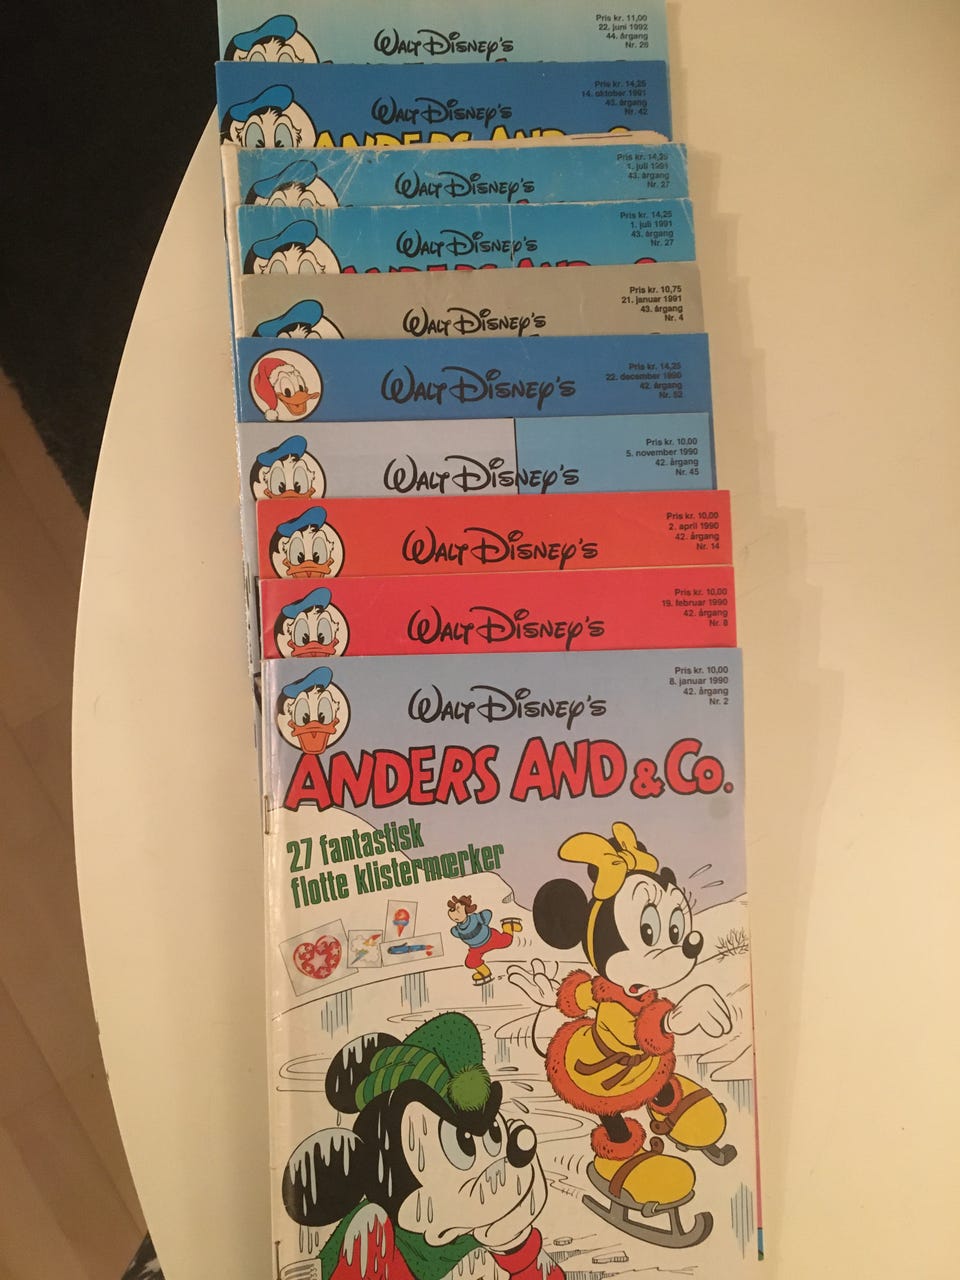 WALT DISNEY'S
Pris kr. 11,00
22. juni 1992
44. årgang
Nr. 26
WALT DISNEY'S
Pris kr. 14,25
14. oktober 1991
43. årgang
Nr. 42
ANDERS AND & Co.
WALT DISNEY'S
Pris kr. 14,25
1. juli 1991
43. årgang
Nr. 27
WALT DISNEY'S
Pris kr. 14,25
1. juli 1991
43. årgang
Nr. 27
WALT DISNEY'S
Pris kr. 10,75
21. januar 1991
43. årgang
Nr. 4
WALT DISNEY'S
Pris kr. 14,25
22. december 1990
42. årgang
Nr. 52
WALT DISNEY'S
Pris kr. 10,00
5. november 1990
42. årgang
Nr. 45
WALT DISNEY'S
Pris kr. 10,00
2. april 1990
42. årgang
Nr. 14
WALT DISNEY'S
Pris kr. 10,00
19. februar 1990
42. årgang
Nr. 8
WALT DISNEY'S
Pris kr. 10,00
8. januar 1990
42. årgang
Nr. 2
ANDERS AND & Co.
27 fantastisk
flotte klistermærker